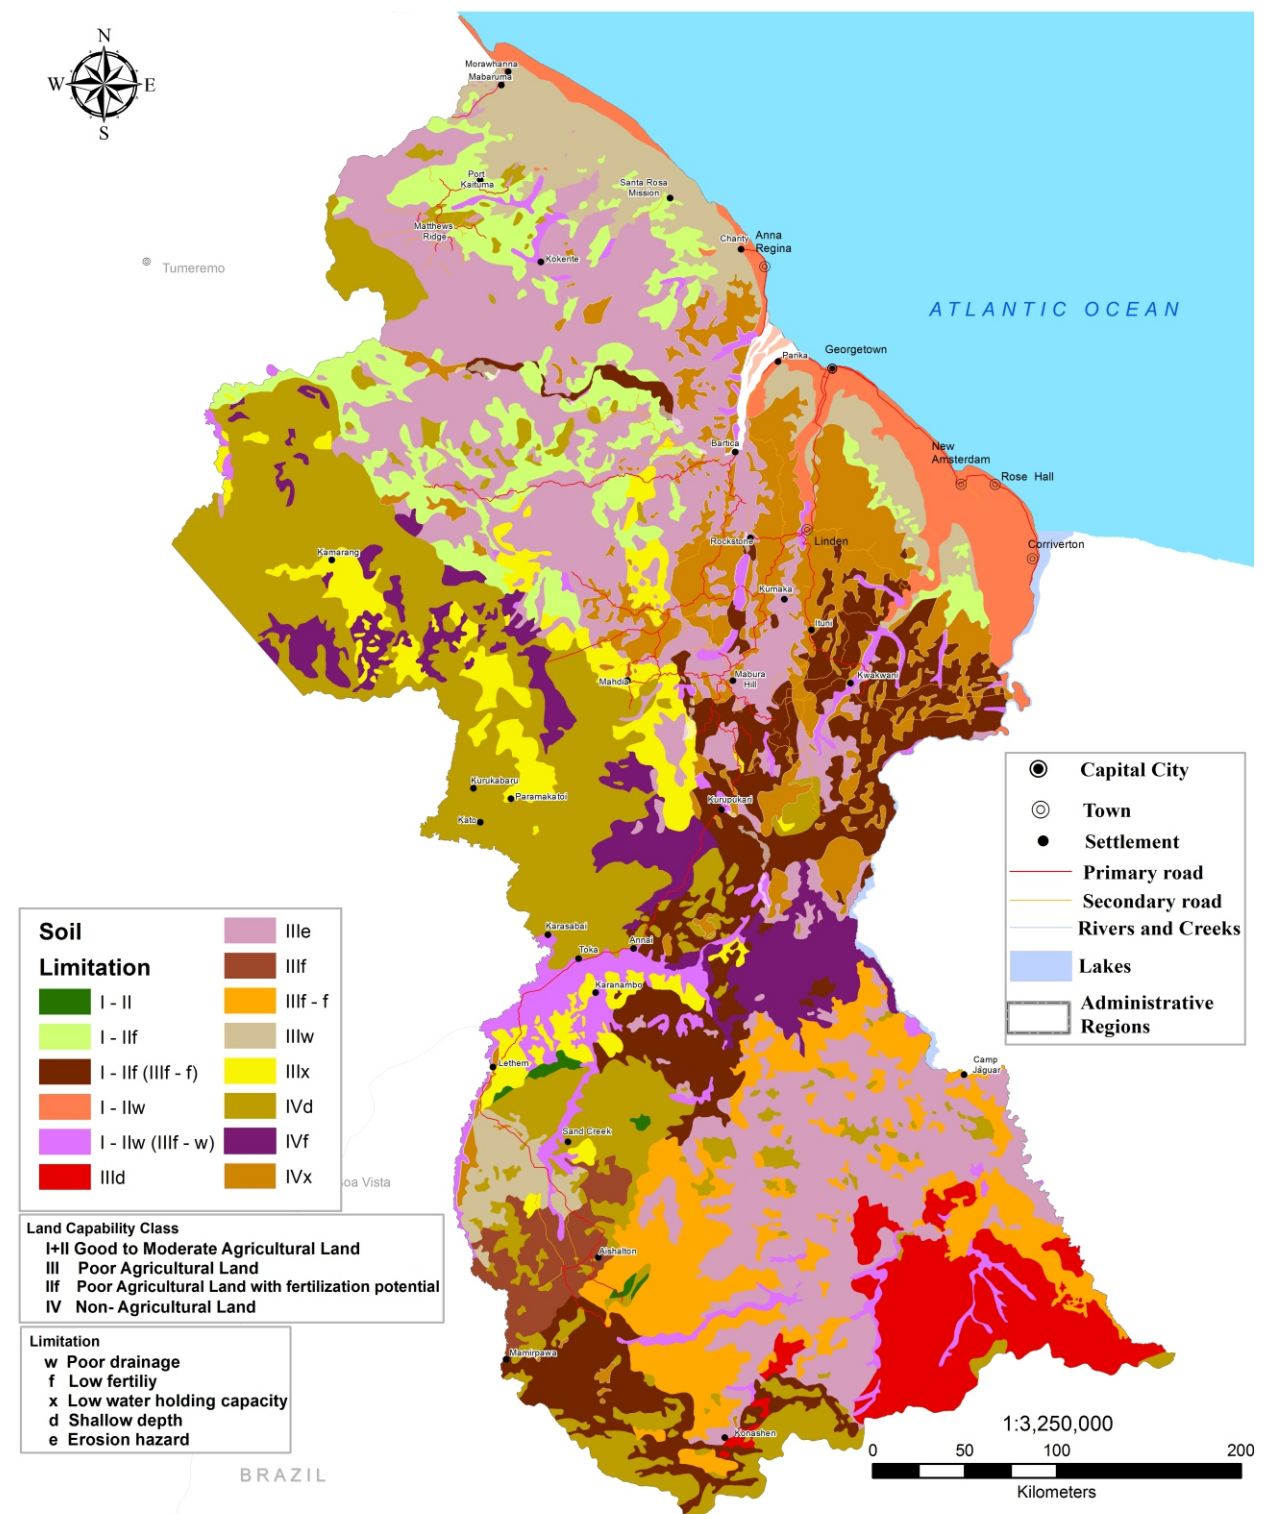 N
W
E
S
Morawhanna
Mabaruma
Port
Kaituma
Santa Rosa
Mission
Matthews
Ridge
Kokerite
Charity
Anna
Regina
Tumeremo
ATLANTIC OCEAN
Parika
Georgetown
Bartica
New
Amsterdam
Rose Hall
Rockstone
Linden
Corriverton
Kamarang
Kumaka
Ituni
Mahdia
Mabura
Hill
Kwakwani
Kurukabaru
Paramakatoi
Kato
Kurupukari
Capital City
Town
Settlement
Primary road
Secondary road
Rivers and Creeks
Lakes
Administrative
Regions
Karasabai
Toka
Annai
Karanambo
Lethem
Camp
Jaguar
Sand Creek
oa Vista
Aishalton
Mamirpawa
Konashen
Soil
Limitation
I - II
I - IIf
I - IIf (IIIf - f)
I - IIw
I - IIw (IIIf - w)
IIId
IIIe
IIIf
IIIf - f
IIIw
IIIx
IVd
IVf
IVx
Land Capability Class
I+II Good to Moderate Agricultural Land
III Poor Agricultural Land
IIf Poor Agricultural Land with fertilization potential
IV Non- Agricultural Land
Limitation
w Poor drainage
f Low fertiliy
x Low water holding capacity
d Shallow depth
e Erosion hazard
BRAZIL
1:3,250,000
0 50 100 200
Kilometers